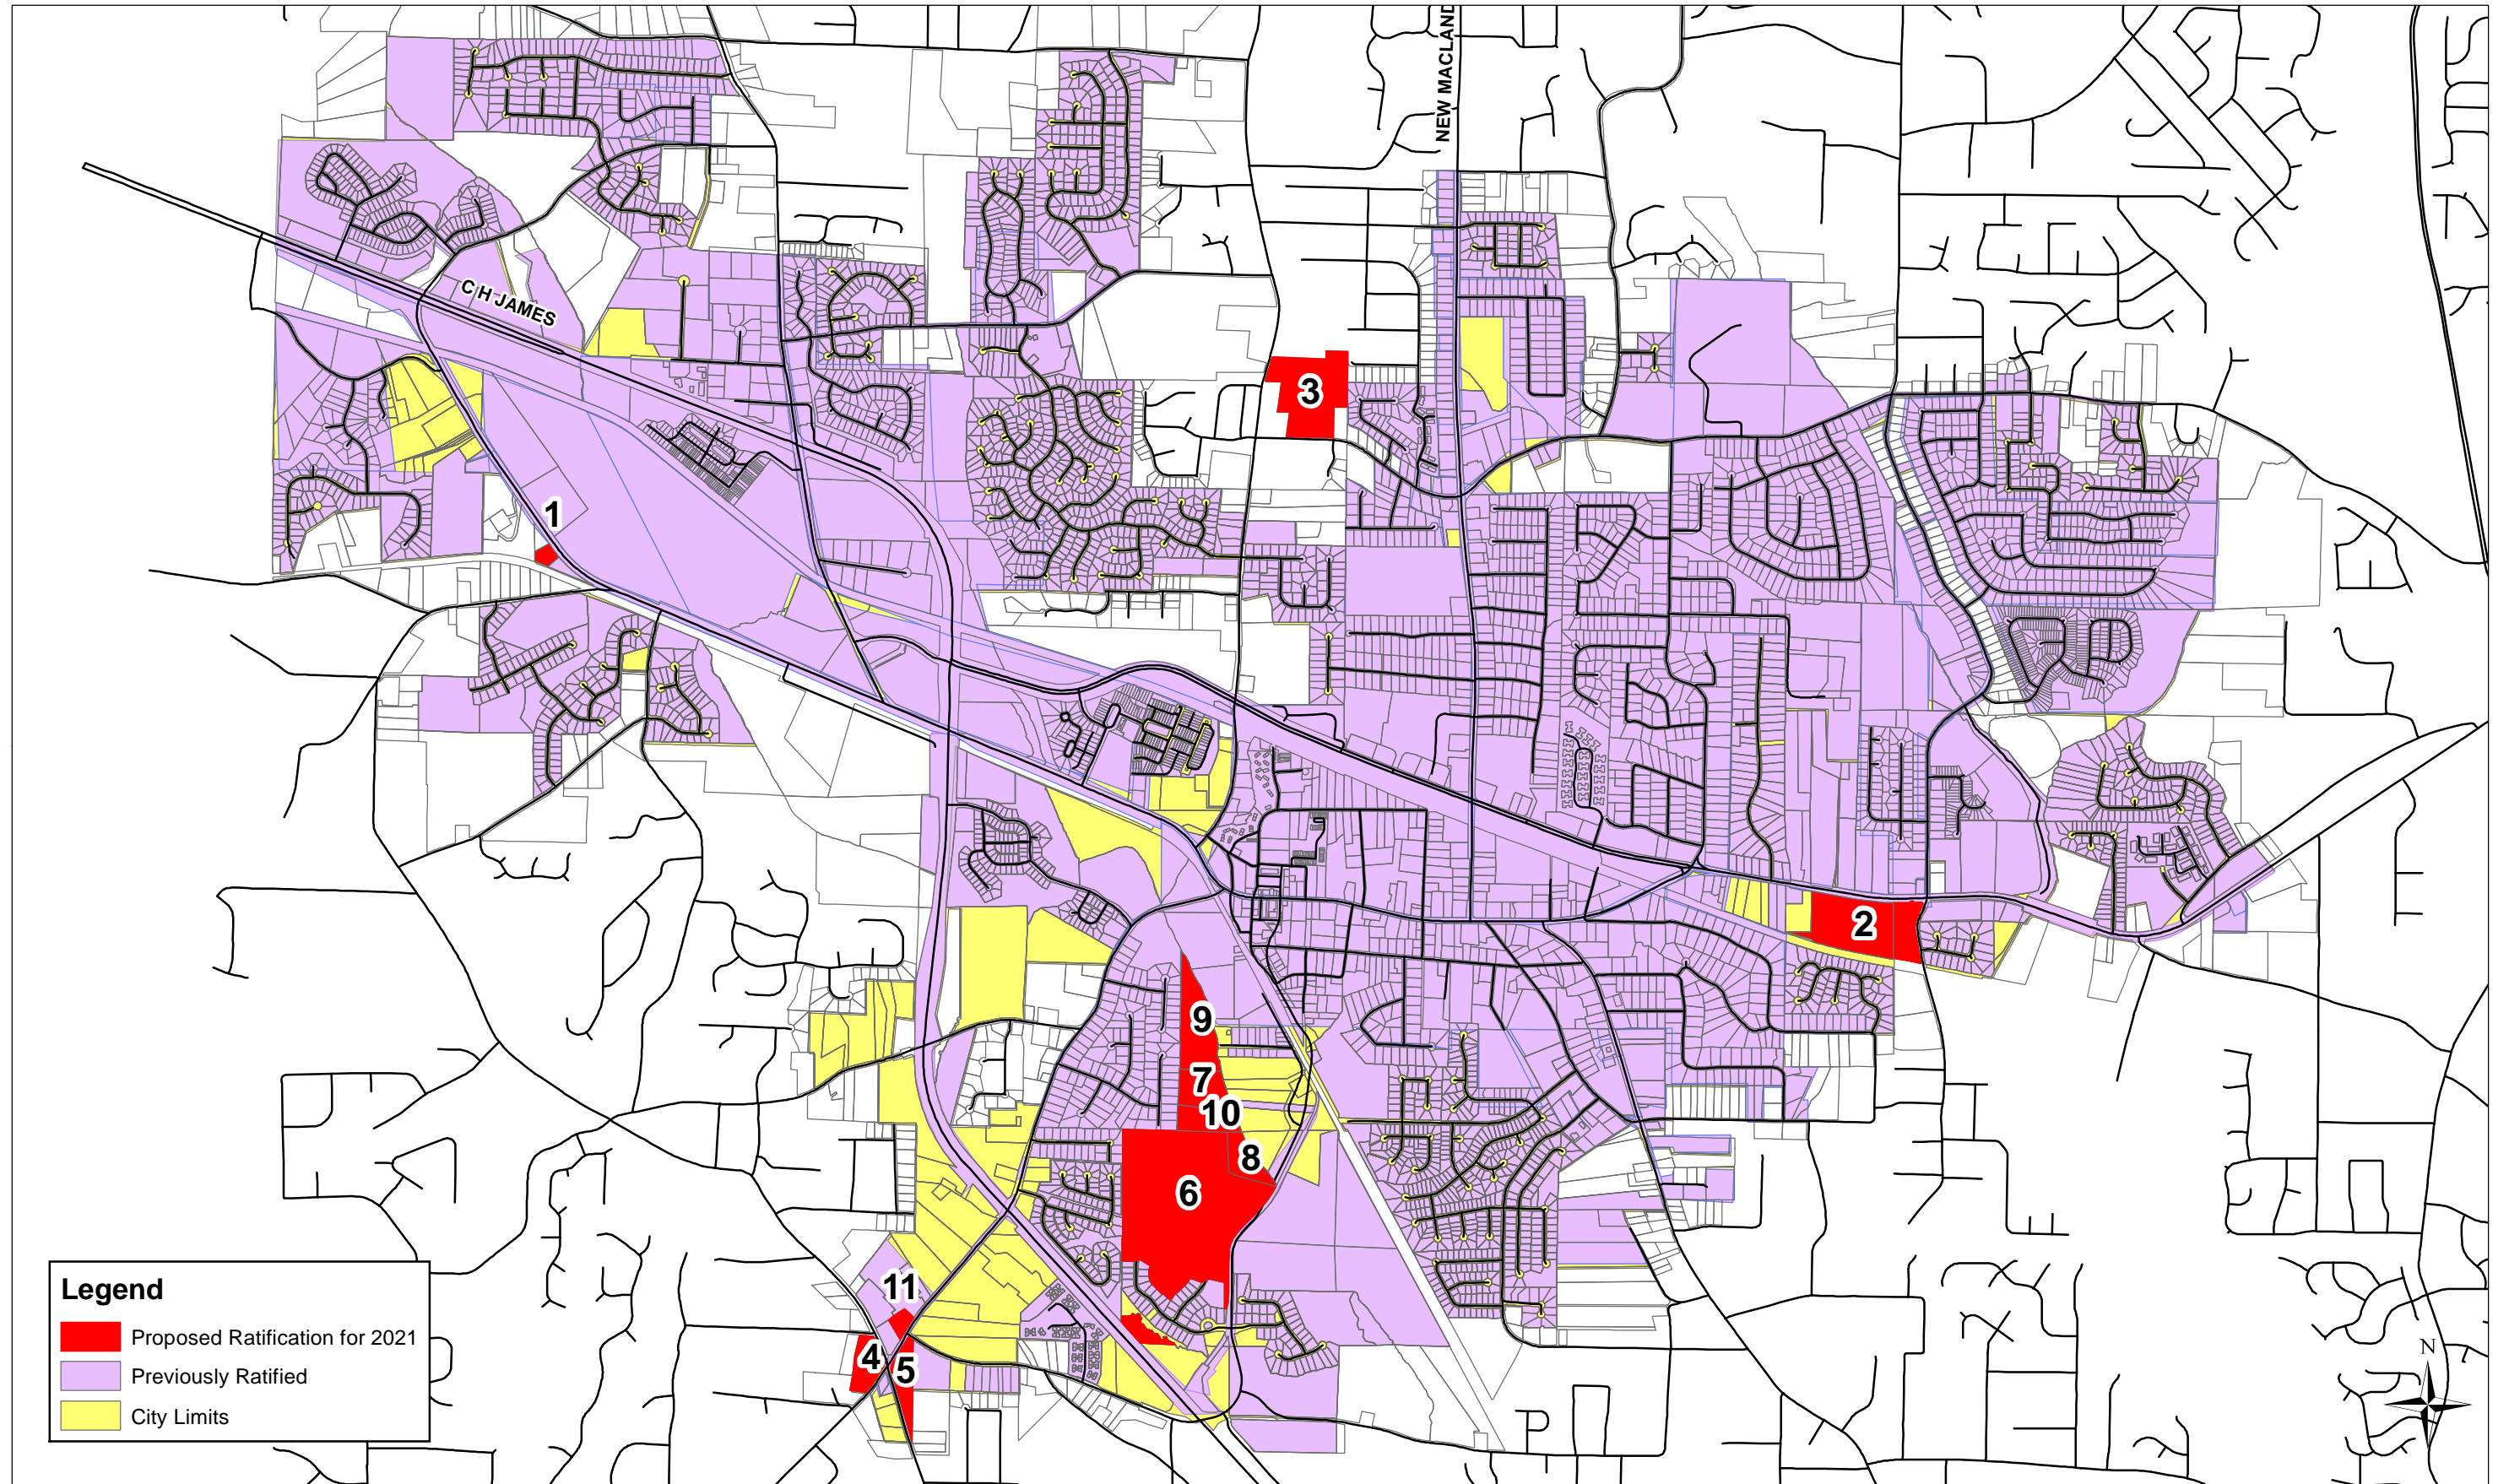 NEW MACLAND
C H JAMES
3
1
2
9
7
10
8
6
11
4
5
Legend
Proposed Ratification for 2021
Previously Ratified
City Limits
N